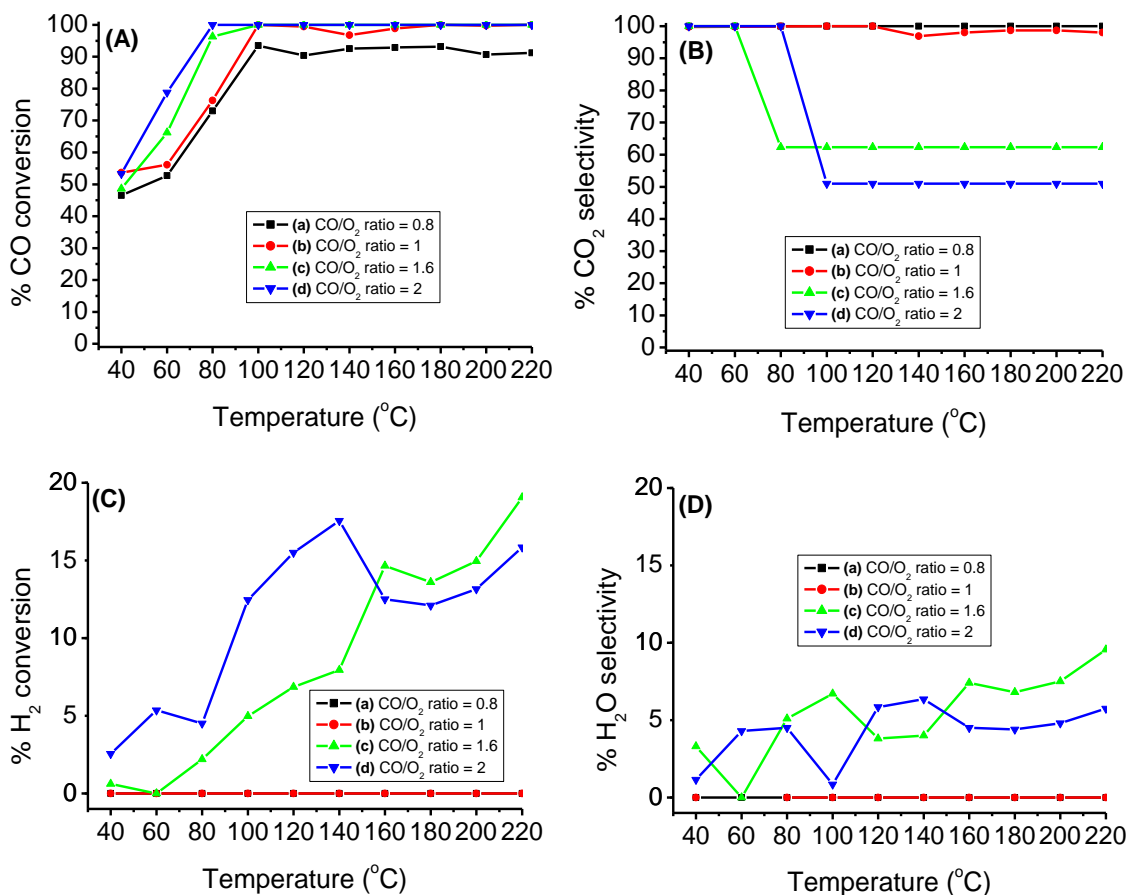 (A)
% CO conversion
100
90
80
70
60
50
40
30
20
10
0
(a) CO/O2 ratio = 0.8
(b) CO/O2 ratio = 1
(c) CO/O2 ratio = 1.6
(d) CO/O2 ratio = 2
40 60 80 100 120 140 160 180 200 220
Temperature (°C)
(B)
% CO2 selectivity
100
90
80
70
60
50
40
30
20
10
0
(a) CO/O2 ratio = 0.8
(b) CO/O2 ratio = 1
(c) CO/O2 ratio = 1.6
(d) CO/O2 ratio = 2
40 60 80 100 120 140 160 180 200 220
Temperature (°C)
(C)
% H2 conversion
20
15
10
5
0
(a) CO/O2 ratio = 0.8
(b) CO/O2 ratio = 1
(c) CO/O2 ratio = 1.6
(d) CO/O2 ratio = 2
40 60 80 100 120 140 160 180 200 220
Temperature (°C)
(D)
% H2O selectivity
20
15
10
5
0
(a) CO/O2 ratio = 0.8
(b) CO/O2 ratio = 1
(c) CO/O2 ratio = 1.6
(d) CO/O2 ratio = 2
40 60 80 100 120 140 160 180 200 220
Temperature (°C)